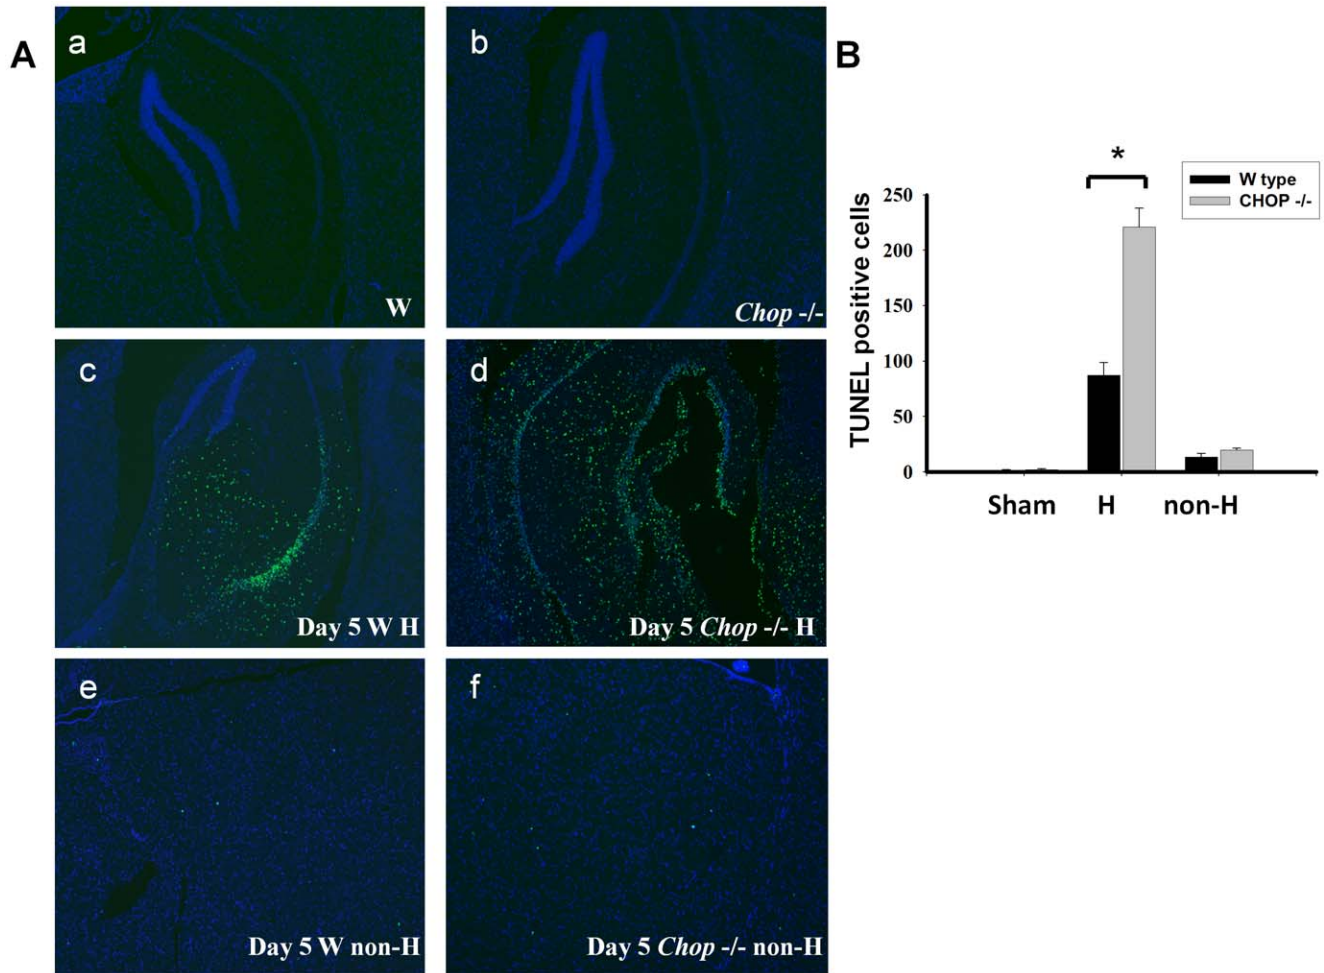 A
a
W
b
Chop -/-
c
Day 5 W H
d
Day 5 Chop -/- H
e
Day 5 W non-H
f
Day 5 Chop -/- non-H
B
*
W type
CHOP -/-
TUNEL positive cells
250
200
150
100
50
0
Sham H non-H